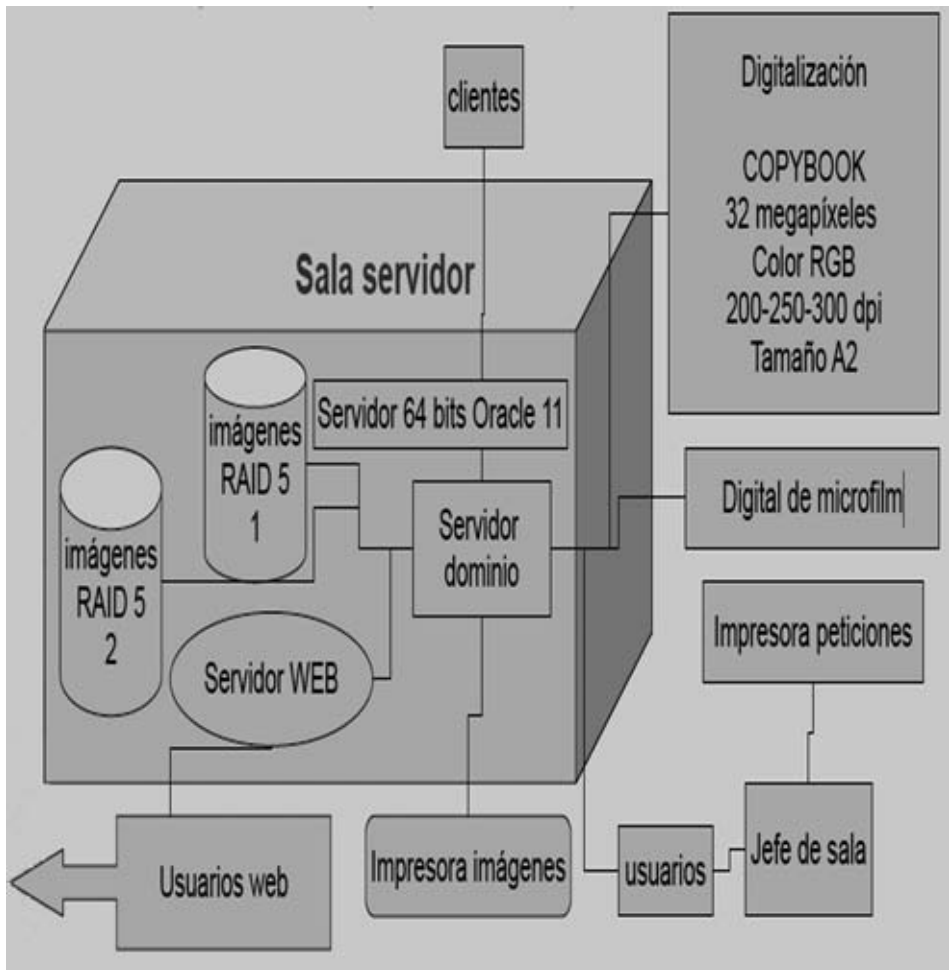 clientes
Digitalización
COPYBOOK
32 megapíxeles
Color RGB
200-250-300 dpi
Tamaño A2
Sala servidor
Servidor 64 bits Oracle 11
imágenes
RAID 5
1
imágenes
RAID 5
2
Servidor
dominio
Digital de microfilm
Servidor WEB
Impresora peticiones
Usuarios web
Impresora imágenes
usuarios
Jefe de sala